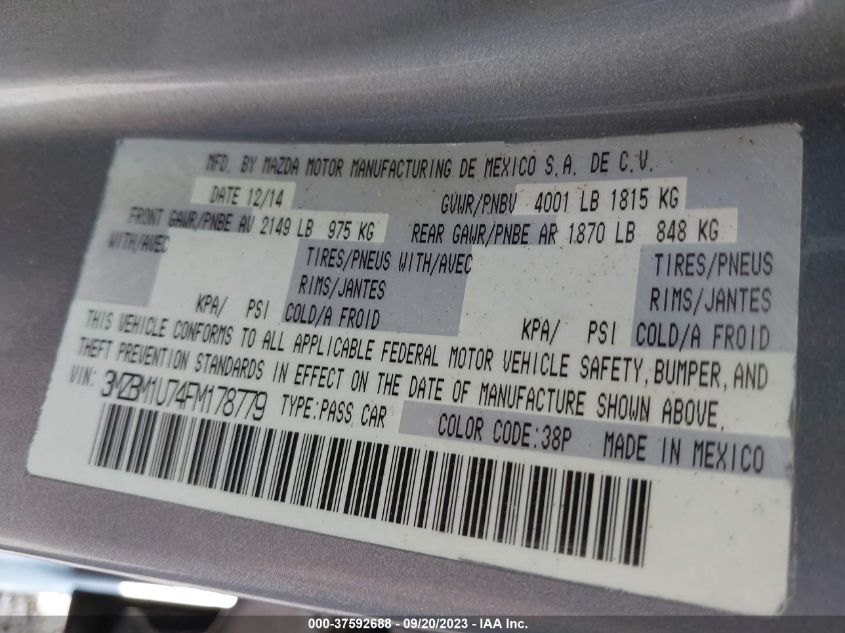 MFD. BY MAZDA MOTOR MANUFACTURING DE MEXICO S.A. DE C.V.
DATE 12/14 GVWR/PNBV 4001 LB 1815 KG
FRONT GAWR/PNBE AV 2149 LB 975 KG REAR GAWR/PNBE AR 1870 LB 848 KG
WITH/AVEC TIRES/PNEUS WITH/AVEC TIRES/PNEUS
RIMS/JANTES RIMS/JANTES
KPA/ PSI COLD/A FROID KPA/ PSI COLD/A FROID
THIS VEHICLE CONFORMS TO ALL APPLICABLE FEDERAL MOTOR VEHICLE SAFETY, BUMPER, AND
THEFT PREVENTION STANDARDS IN EFFECT ON THE DATE OF MANUFACTURE SHOWN ABOVE.
VIN: 3MZBM1U74FM178779 TYPE:PASS CAR COLOR CODE:38P MADE IN MEXICO
000-37592688 - 09/20/2023 - IAA Inc.